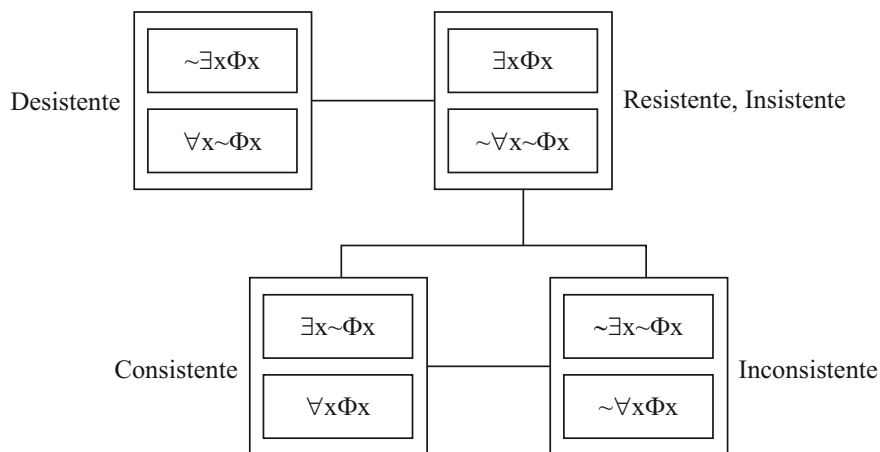 ~∃xΦx
∃xΦx
Desistente
Resistente, Insistente
∀x~Φx
~∀x~Φx
∃x~Φx
~∃x~Φx
Consistente
Inconsistente
∀xΦx
~∀xΦx